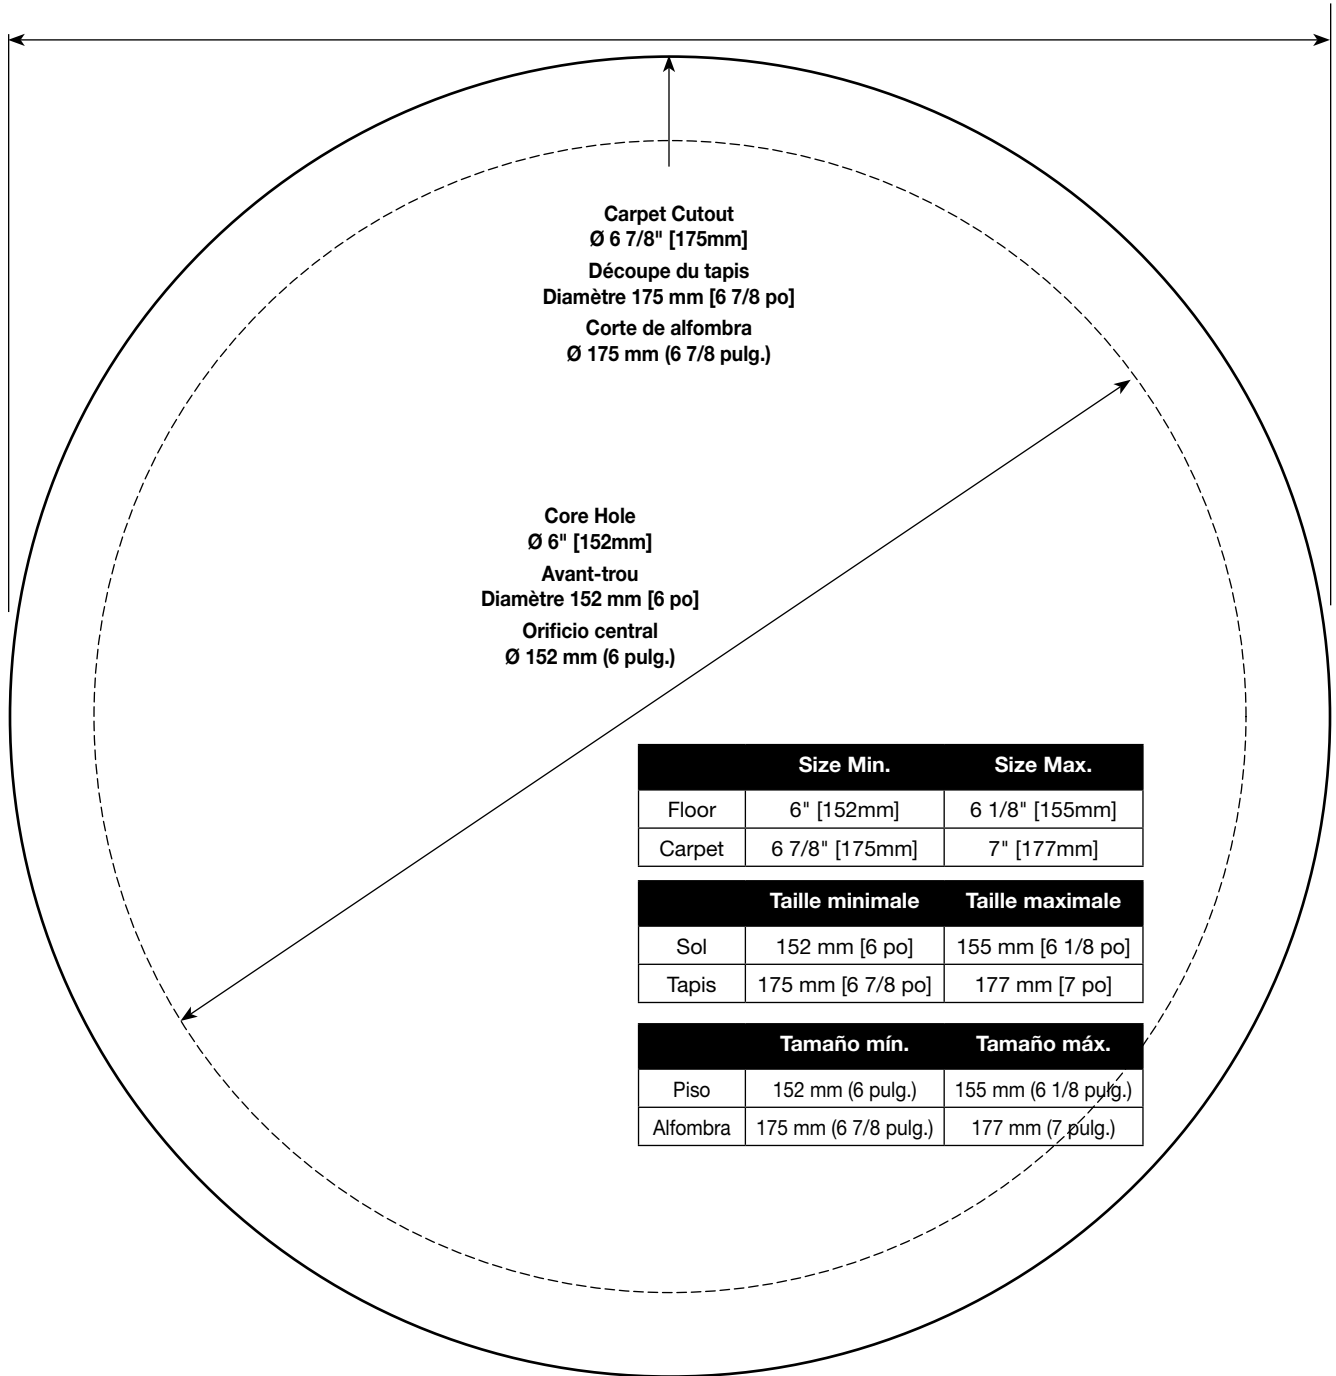 Carpet Cutout
Ø 6 7/8" [175mm]
Découpe du tapis
Diamètre 175 mm [6 7/8 po]
Corte de alfombra
Ø 175 mm (6 7/8 pulg.)
Core Hole
Ø 6" [152mm]
Avant-trou
Diamètre 152 mm [6 po]
Orificio central
Ø 152 mm (6 pulg.)
Size Min. Size Max.
Floor 6" [152mm] 6 1/8" [155mm]
Carpet 6 7/8" [175mm] 7" [177mm]
Taille minimale Taille maximale
Sol 152 mm [6 po] 155 mm [6 1/8 po]
Tapis 175 mm [6 7/8 po] 177 mm [7 po]
Tamaño mín. Tamaño máx.
Piso 152 mm (6 pulg.) 155 mm (6 1/8 pulg.)
Alfombra 175 mm (6 7/8 pulg.) 177 mm (7 pulg.)